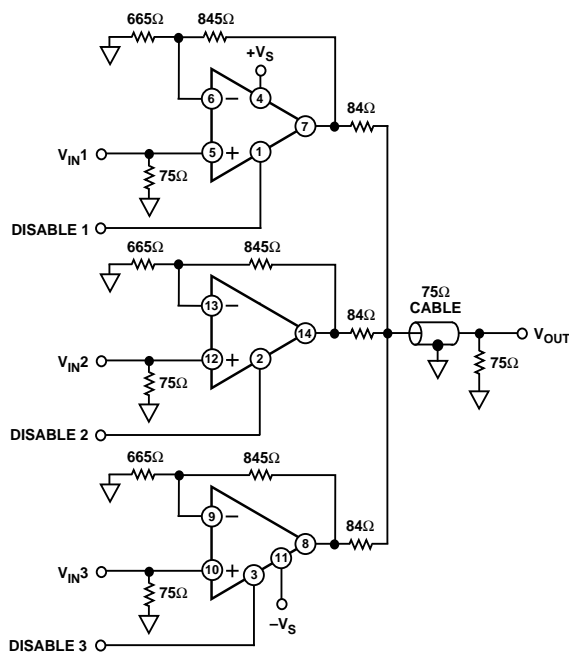 665Ω 845Ω
+VS
6 − 4
84Ω
7
VIN1 5 + 1
75Ω
DISABLE 1
665Ω 845Ω
75Ω
CABLE
13 −
84Ω
14
VOUT
VIN2 12 + 2
75Ω
75Ω
DISABLE 2
665Ω 845Ω
9 −
84Ω
8
11
VIN3 10 + 3
75Ω
−VS
DISABLE 3